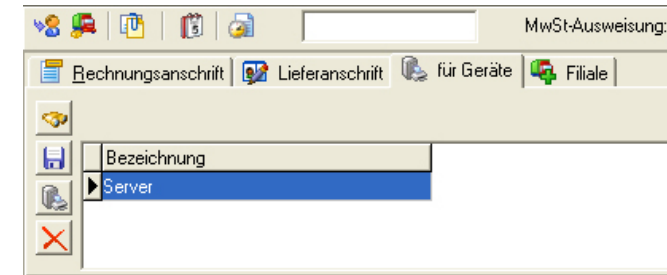 MwSt-Ausweisung:
Rechnungsanschrift Lieferanschrift für Geräte Filiale
Bezeichnung
Server